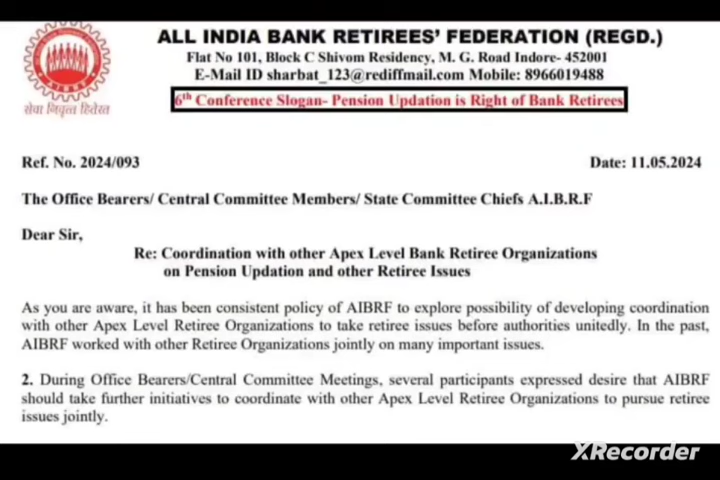 ALL INDIA BANK RETIREES' FEDERATION (REGD.)
Flat No 101, Block C Shivom Residency, M. G. Road Indore- 452001
E-Mail ID sharbat_123@rediffmail.com Mobile: 8966019488
6th Conference Slogan- Pension Updation is Right of Bank Retirees
AIBRF
सेवा निवृत्त हितेरत
Ref. No. 2024/093
Date: 11.05.2024
The Office Bearers/ Central Committee Members/ State Committee Chiefs A.I.B.R.F
Dear Sir,
Re: Coordination with other Apex Level Bank Retiree Organizations
on Pension Updation and other Retiree Issues
As you are aware, it has been consistent policy of AIBRF to explore possibility of developing coordination
with other Apex Level Retiree Organizations to take retiree issues before authorities unitedly. In the past,
AIBRF worked with other Retiree Organizations jointly on many important issues.
2. During Office Bearers/Central Committee Meetings, several participants expressed desire that AIBRF
should take further initiatives to coordinate with other Apex Level Retiree Organizations to pursue retiree
issues jointly.
XRecorder